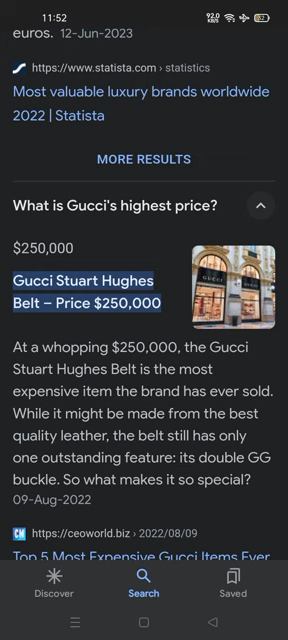 11:52
92.0
KB/S
euros. 12-Jun-2023
https://www.statista.com › statistics
Most valuable luxury brands worldwide
2022 | Statista
MORE RESULTS
What is Gucci's highest price?
$250,000
Gucci Stuart Hughes
Belt – Price $250,000
GUCCI
At a whopping $250,000, the Gucci
Stuart Hughes Belt is the most
expensive item the brand has ever sold.
While it might be made from the best
quality leather, the belt still has only
one outstanding feature: its double GG
buckle. So what makes it so special?
09-Aug-2022
https://ceoworld.biz › 2022/08/09
Top 5 Most Expensive Gucci Items Ever
Discover
Search
Saved